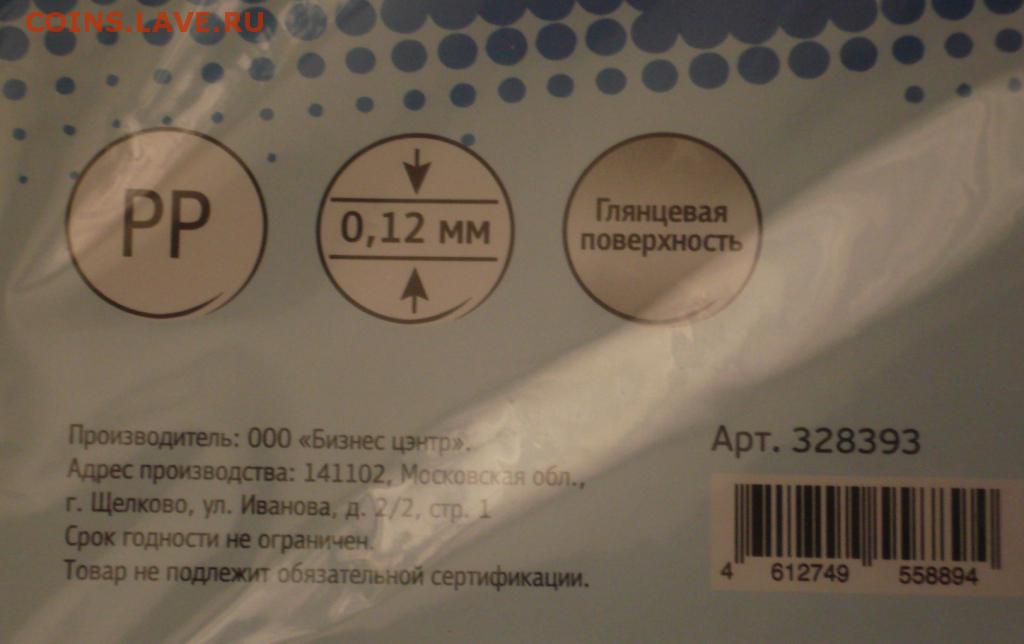 COINS.LAVE.RU
PP
0,12 мм
Глянцевая
поверхность
Производитель: ООО «Бизнес цэнтр».
Адрес производства: 141102, Московская обл.,
г. Щелково, ул. Иванова, д. 2/2, стр. 1
Срок годности не ограничен.
Товар не подлежит обязательной сертификации.
Арт. 328393
4 612749 558894